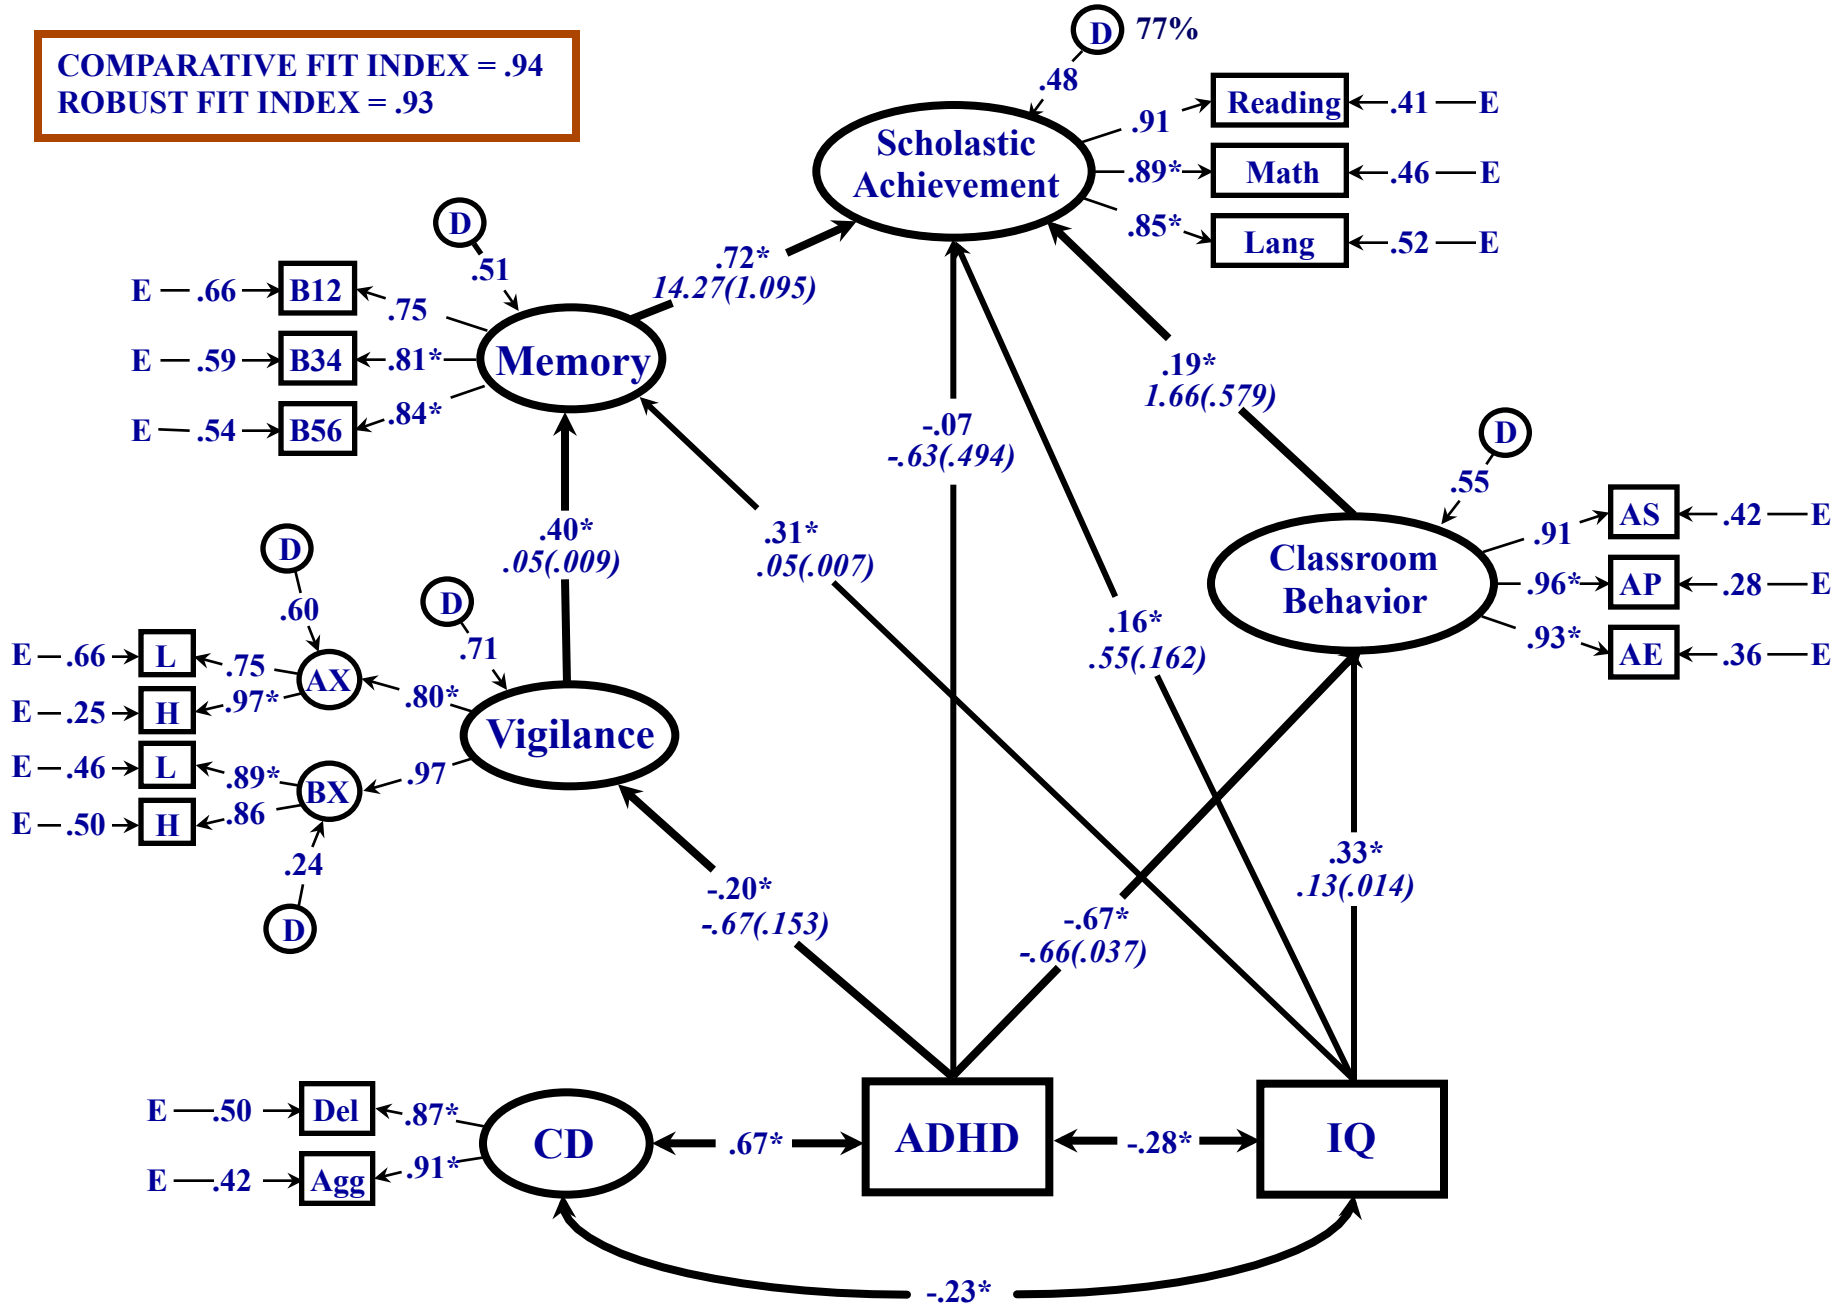 COMPARATIVE FIT INDEX = .94
ROBUST FIT INDEX = .93
D 77%
.48
Scholastic
Achievement
.91 Reading .41 E
.89* Math .46 E
.85* Lang .52 E
D
.51
E .66 B12 .75
E .59 B34 .81*
E .54 B56 .84*
Memory
.72*
14.27(1.095)
.19*
1.66(.579)
-.07
-.63(.494)
D
.55
Classroom
Behavior
.91 AS .42 E
.96* AP .28 E
.93* AE .36 E
.40*
.05(.009)
.31*
.05(.007)
.16*
.55(.162)
D
.60
D
.71
E .66 L .75
E .25 H .97*
AX
.80*
Vigilance
E .46 L .89*
E .50 H .86
BX
.97
.24
D
-.20*
-.67(.153)
-.67*
-.66(.037)
.33*
.13(.014)
E .50 Del .87*
E .42 Agg .91*
CD
.67*
ADHD
-.28*
IQ
-.23*